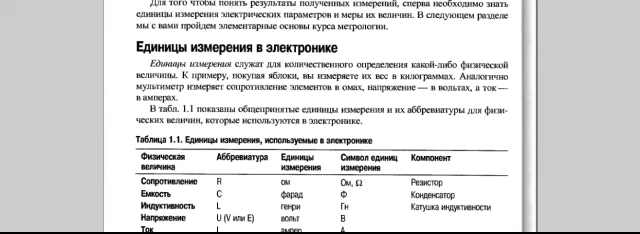 Для того чтобы понять результаты полученных измерений, сперва необходимо знать
единицы измерения электрических параметров и меры их величин. В следующем разделе
мы с вами пройдем элементарные основы курса метрологии.
Единицы измерения в электронике
Единицы измерения служат для количественного определения какой-либо физической
величины. К примеру, покупая яблоки, вы измеряете их вес в килограммах. Аналогично
мультиметр измеряет сопротивление элементов в омах, напряжение — в вольтах, а ток —
в амперах.
В табл. 1.1 показаны общепринятые единицы измерения и их аббревиатуры для физи-
ческих величин, которые используются в электронике.
Таблица 1.1. Единицы измерения, используемые в электронике
Физическая Аббревиатура Единицы Символ единиц Компонент
величина измерения измерения
Сопротивление R ом Ом, Ω Резистор
Емкость C фарад Ф Конденсатор
Индуктивность L генри Гн Катушка индуктивности
Напряжение U (V или E) вольт В
Ток I ампер А